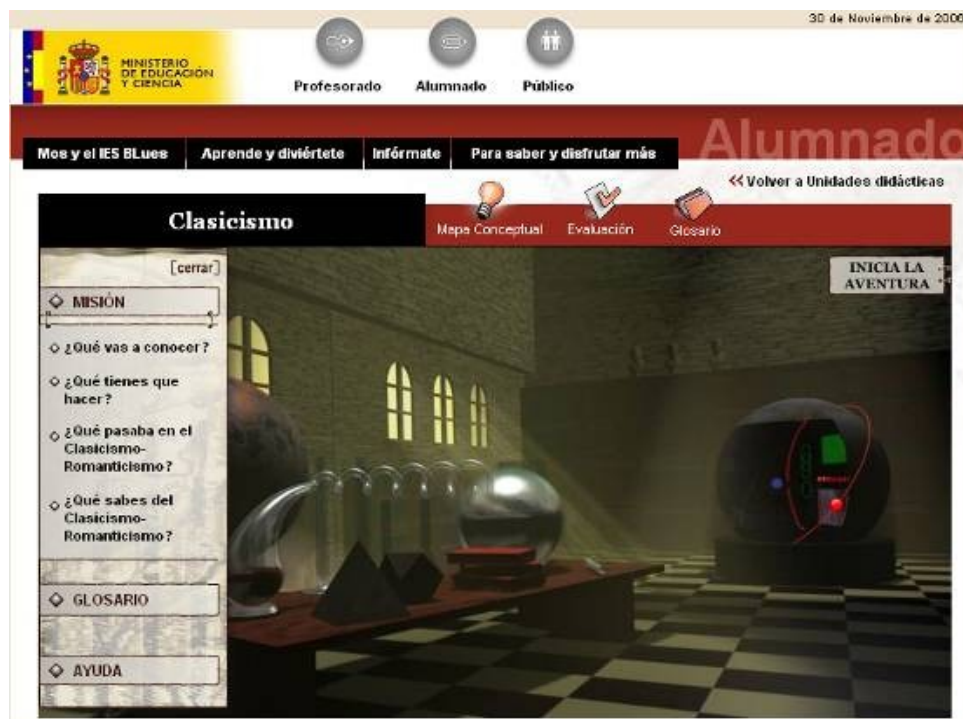 30 de Noviembre de 2006
MINISTERIO
DE EDUCACIÓN
Y CIENCIA
Profesorado Alumnado Público
Alumnado
Mos y el IES BLues Aprende y diviértete Infórmate Para saber y disfrutar más
<< Volver a Unidades didácticas
Clasicismo
Mapa Conceptual Evaluación Glosario
[cerrar]
INICIA LA
AVENTURA
MISIÓN
¿Qué vas a conocer?
¿Qué tienes que
hacer?
¿Qué pasaba en el
Clasicismo-
Romanticismo?
¿Qué sabes del
Clasicismo-
Romanticismo?
GLOSARIO
AYUDA